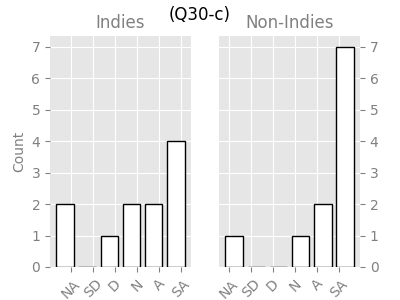 (Q30-c)
Indies
Non-Indies
7
6
5
4
3
2
1
0
Count
NA
SD
D
N
A
SA
NA
SD
D
N
A
SA
7
6
5
4
3
2
1
0